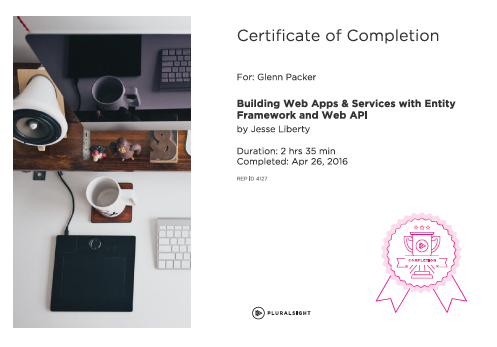 Certificate of Completion
For: Glenn Packer
Building Web Apps & Services with Entity
Framework and Web API
by Jesse Liberty
Duration: 2 hrs 35 min
Completed: Apr 26, 2016
REP ID 4127
COMPLETION
PLURALSIGHT